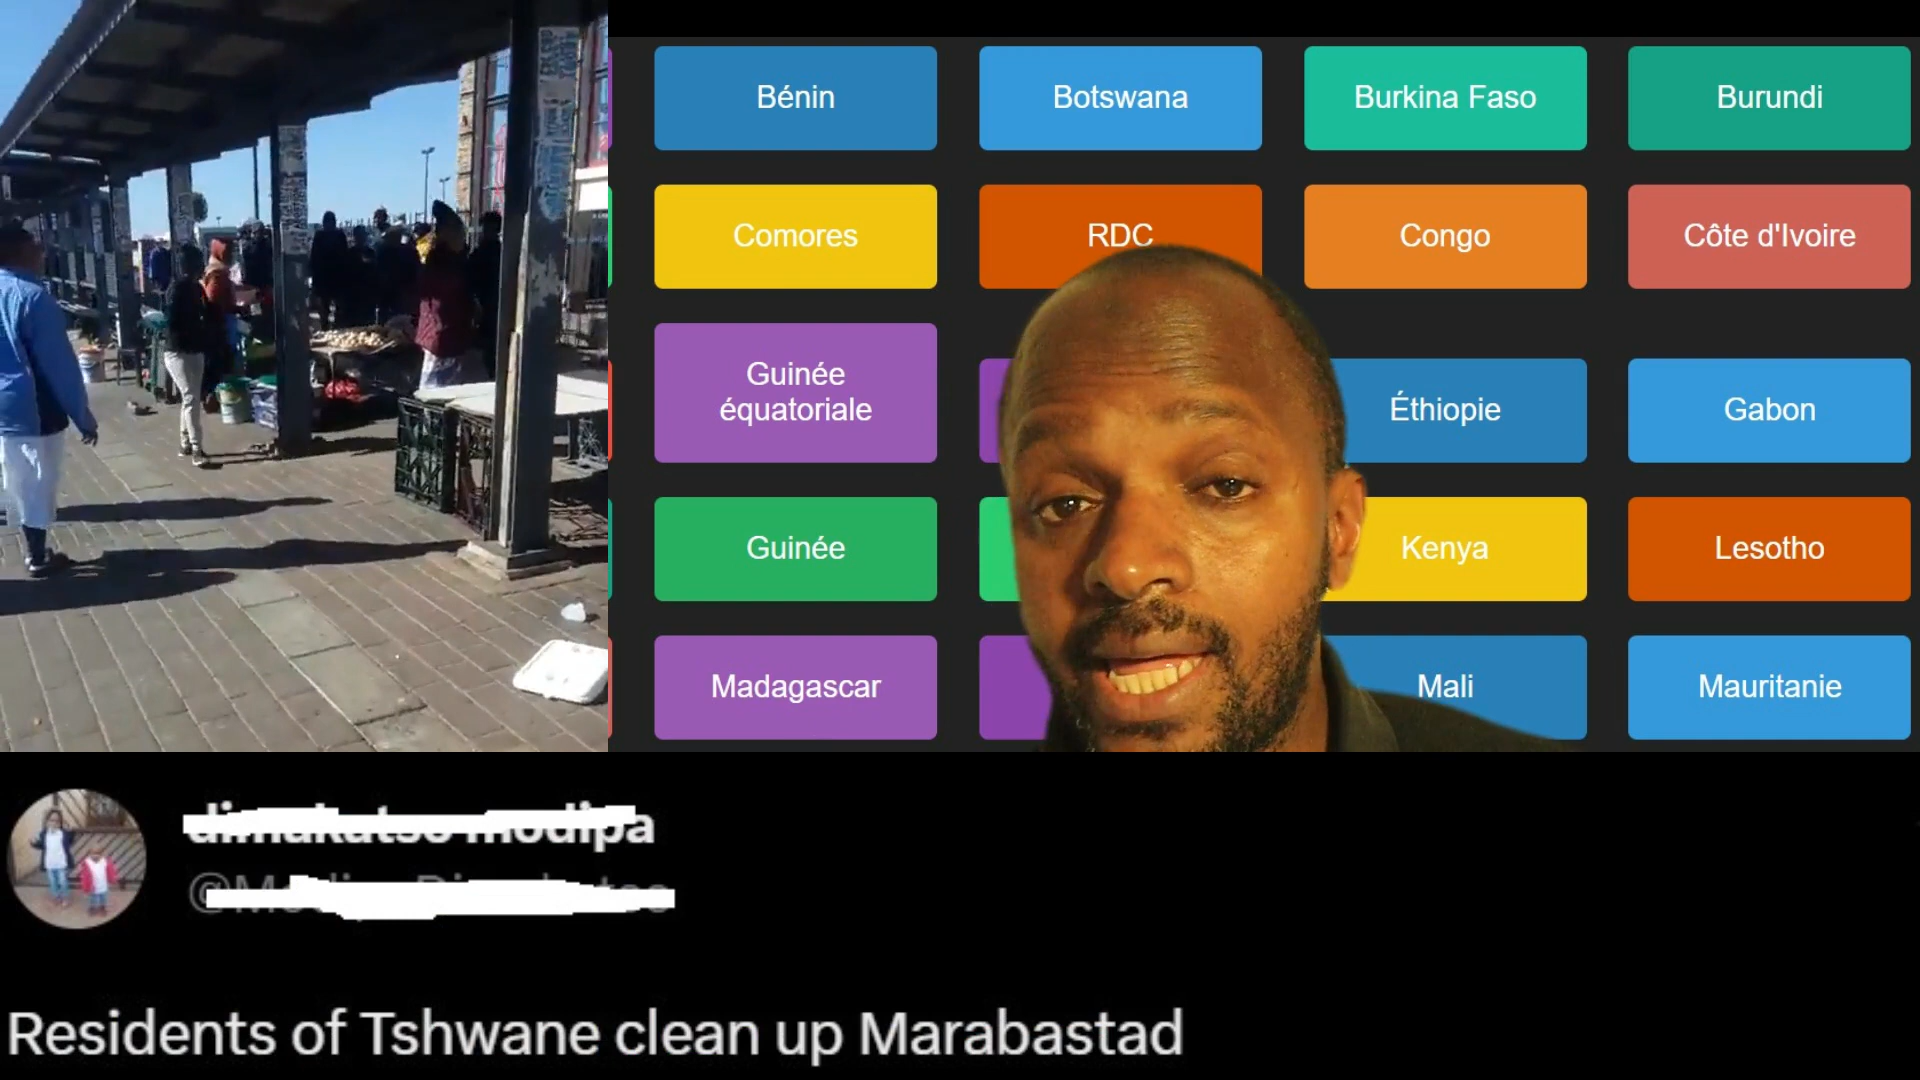 Bénin
Botswana
Burkina Faso
Burundi
Comores
RDC
Congo
Côte d'Ivoire
Guinée
équatoriale
Éthiopie
Gabon
Guinée
Kenya
Lesotho
Madagascar
Mali
Mauritanie
Residents of Tshwane clean up Marabastad